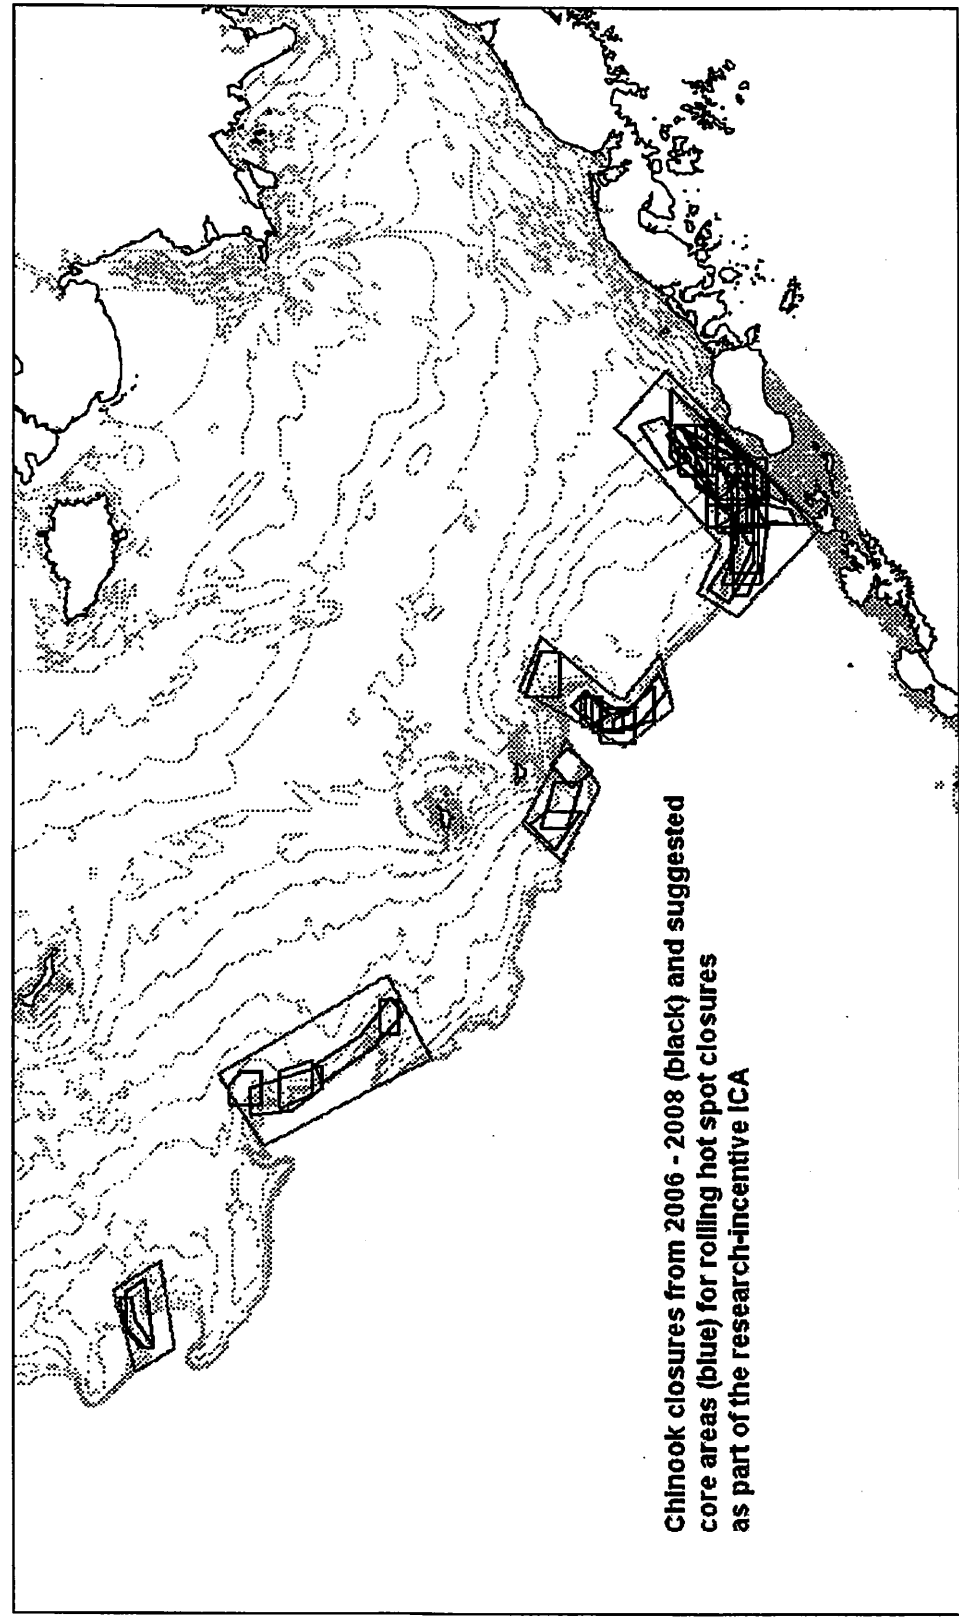 Chinook closures from 2006 - 2008 (black) and suggested
core areas (blue) for rolling hot spot closures
as part of the research-incentive ICA